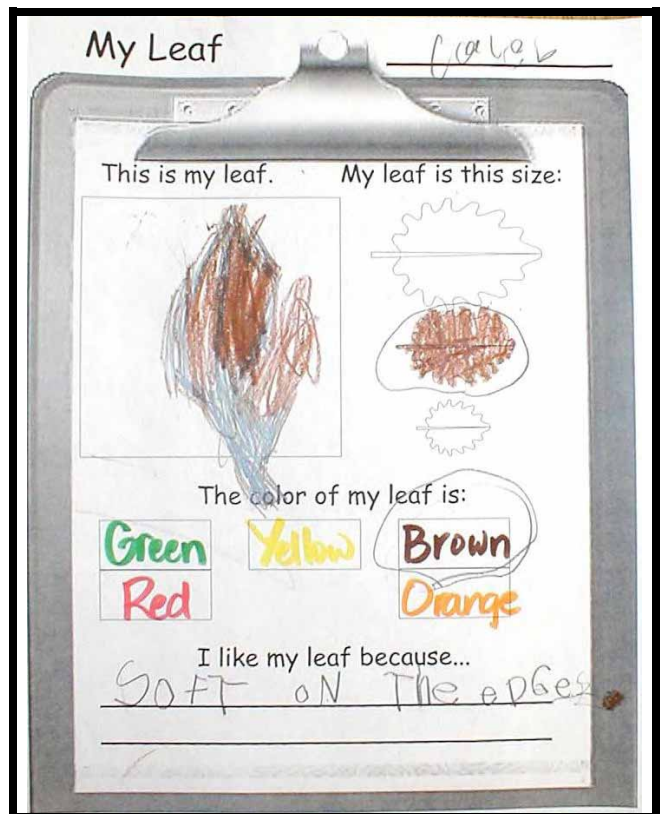 My Leaf Caleb
This is my leaf. My leaf is this size:
The color of my leaf is:
Green Yellow Brown
Red Orange
I like my leaf because...
SOFT ON The eDGes